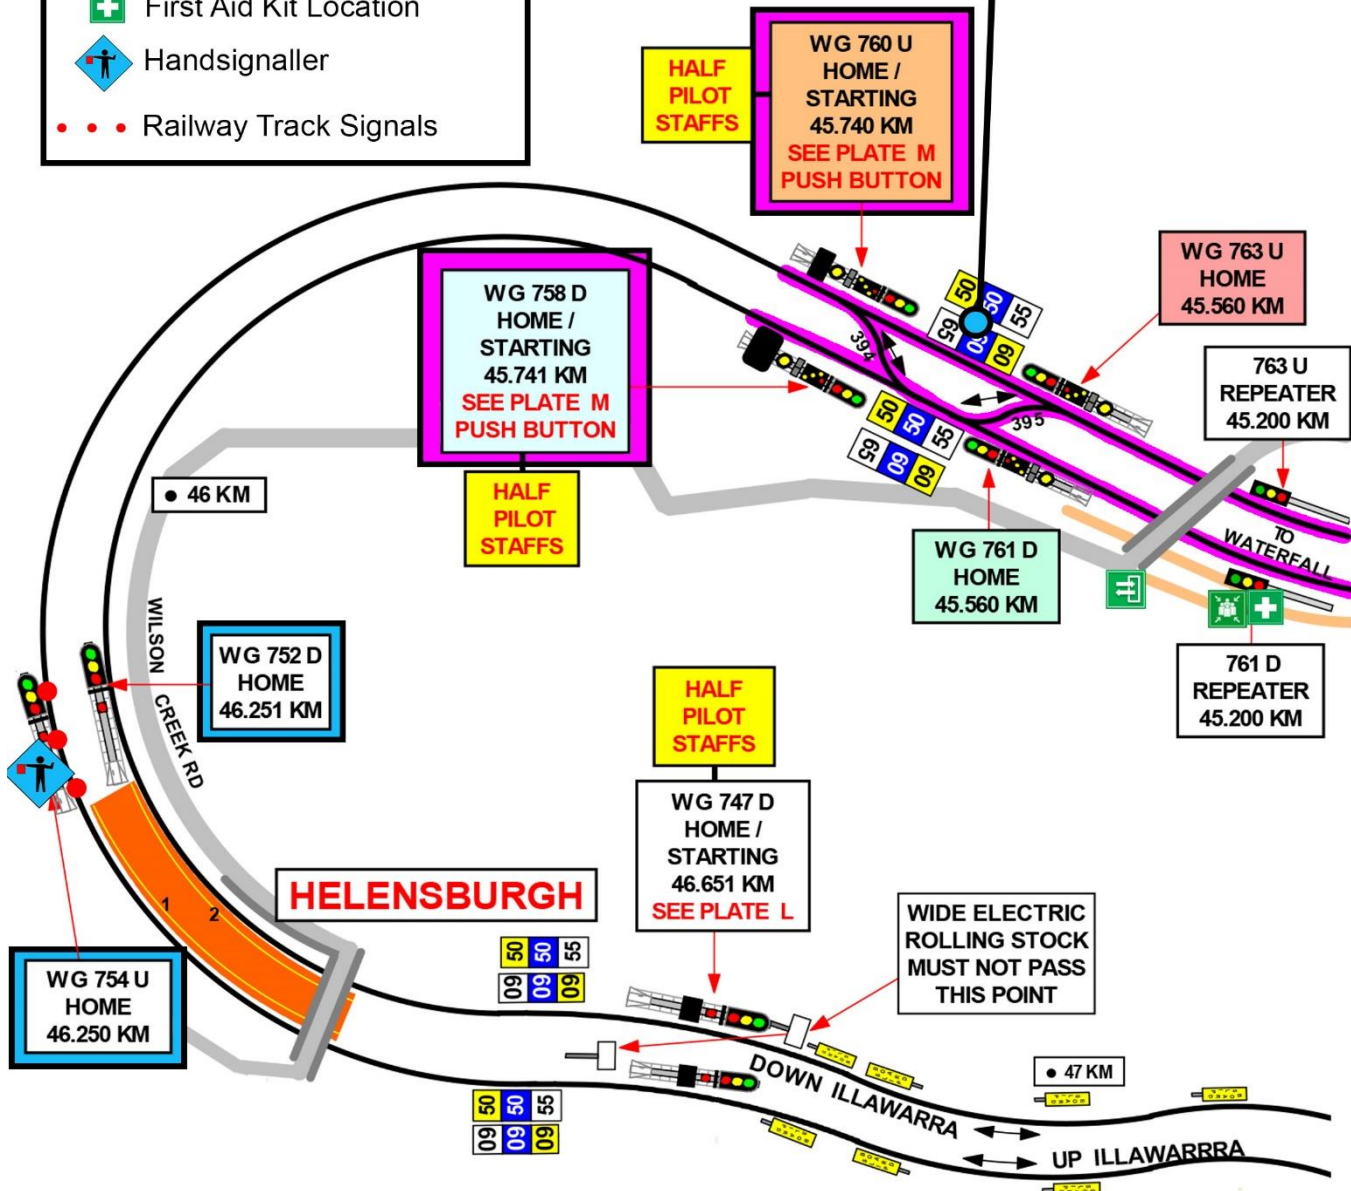 First Aid Kit Location
Handsignaller
Railway Track Signals
HALF
PILOT
STAFFS
WG 760 U
HOME /
STARTING
45.740 KM
SEE PLATE M
PUSH BUTTON
WG 763 U
HOME
45.560 KM
763 U
REPEATER
45.200 KM
WG 758 D
HOME /
STARTING
45.741 KM
SEE PLATE M
PUSH BUTTON
HALF
PILOT
STAFFS
50 50 55
65 60 60
394
395
50 50 55
65 60 60
46 KM
TO
WATERFALL
WG 761 D
HOME
45.560 KM
761 D
REPEATER
45.200 KM
WILSON CREEK RD
WG 752 D
HOME
46.251 KM
HALF
PILOT
STAFFS
WG 747 D
HOME /
STARTING
46.651 KM
SEE PLATE L
1 2
HELENSBURGH
WIDE ELECTRIC
ROLLING STOCK
MUST NOT PASS
THIS POINT
WG 754 U
HOME
46.250 KM
50 50 55
60 60 60
50 50 55
60 60 60
47 KM
DOWN ILLAWARRA
UP ILLAWARRRA